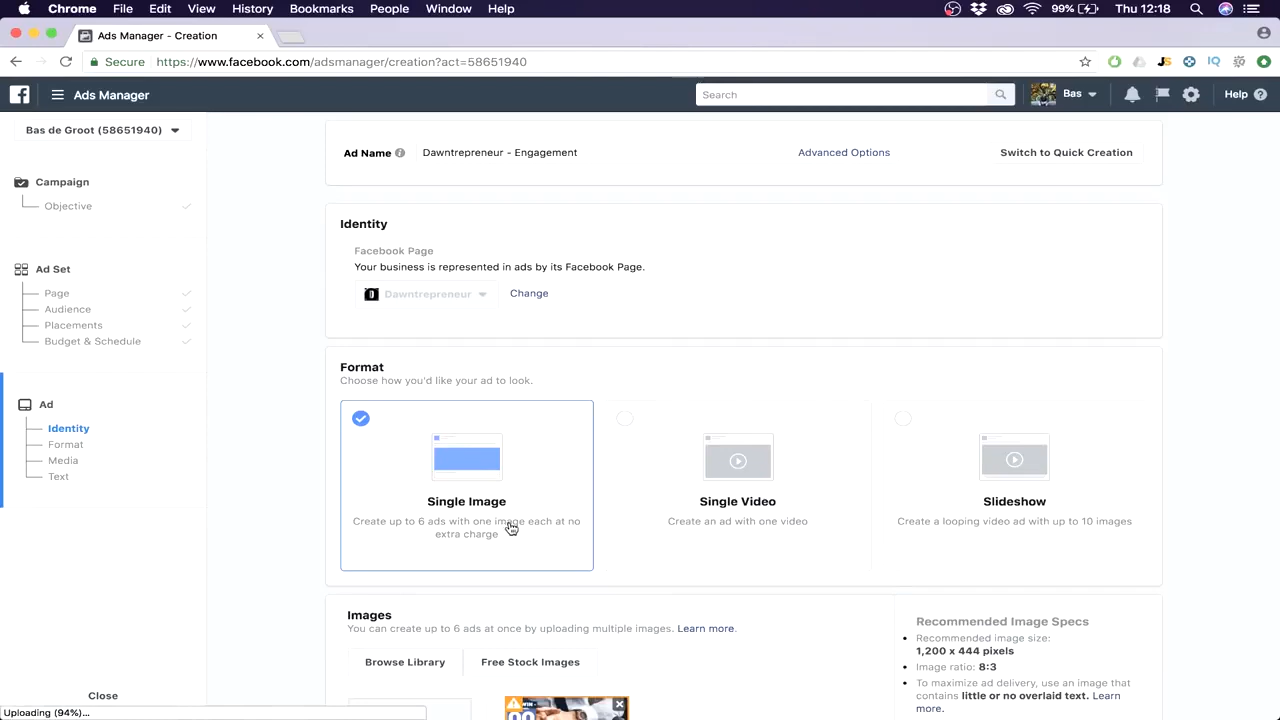 Chrome File Edit View History Bookmarks People Window Help
99% Thu 12:18
Ads Manager - Creation
Secure https://www.facebook.com/adsmanager/creation?act=58651940
JS IQ
Ads Manager
Search
Bas
Help
Bas de Groot (58651940)
Campaign
Objective
Ad Set
Page
Audience
Placements
Budget & Schedule
Ad
Identity
Format
Media
Text
Close
Uploading (94%)...
Ad Name
Dawntrepreneur - Engagement
Advanced Options
Switch to Quick Creation
Identity
Facebook Page
Your business is represented in ads by its Facebook Page.
Dawntrepreneur
Change
Format
Choose how you'd like your ad to look.
Single Image
Create up to 6 ads with one image each at no
extra charge
Single Video
Create an ad with one video
Slideshow
Create a looping video ad with up to 10 images
Images
You can create up to 6 ads at once by uploading multiple images. Learn more.
Browse Library
Free Stock Images
Recommended Image Specs
Recommended image size:
1,200 x 444 pixels
Image ratio: 8:3
To maximize ad delivery, use an image that
contains little or no overlaid text. Learn
more.